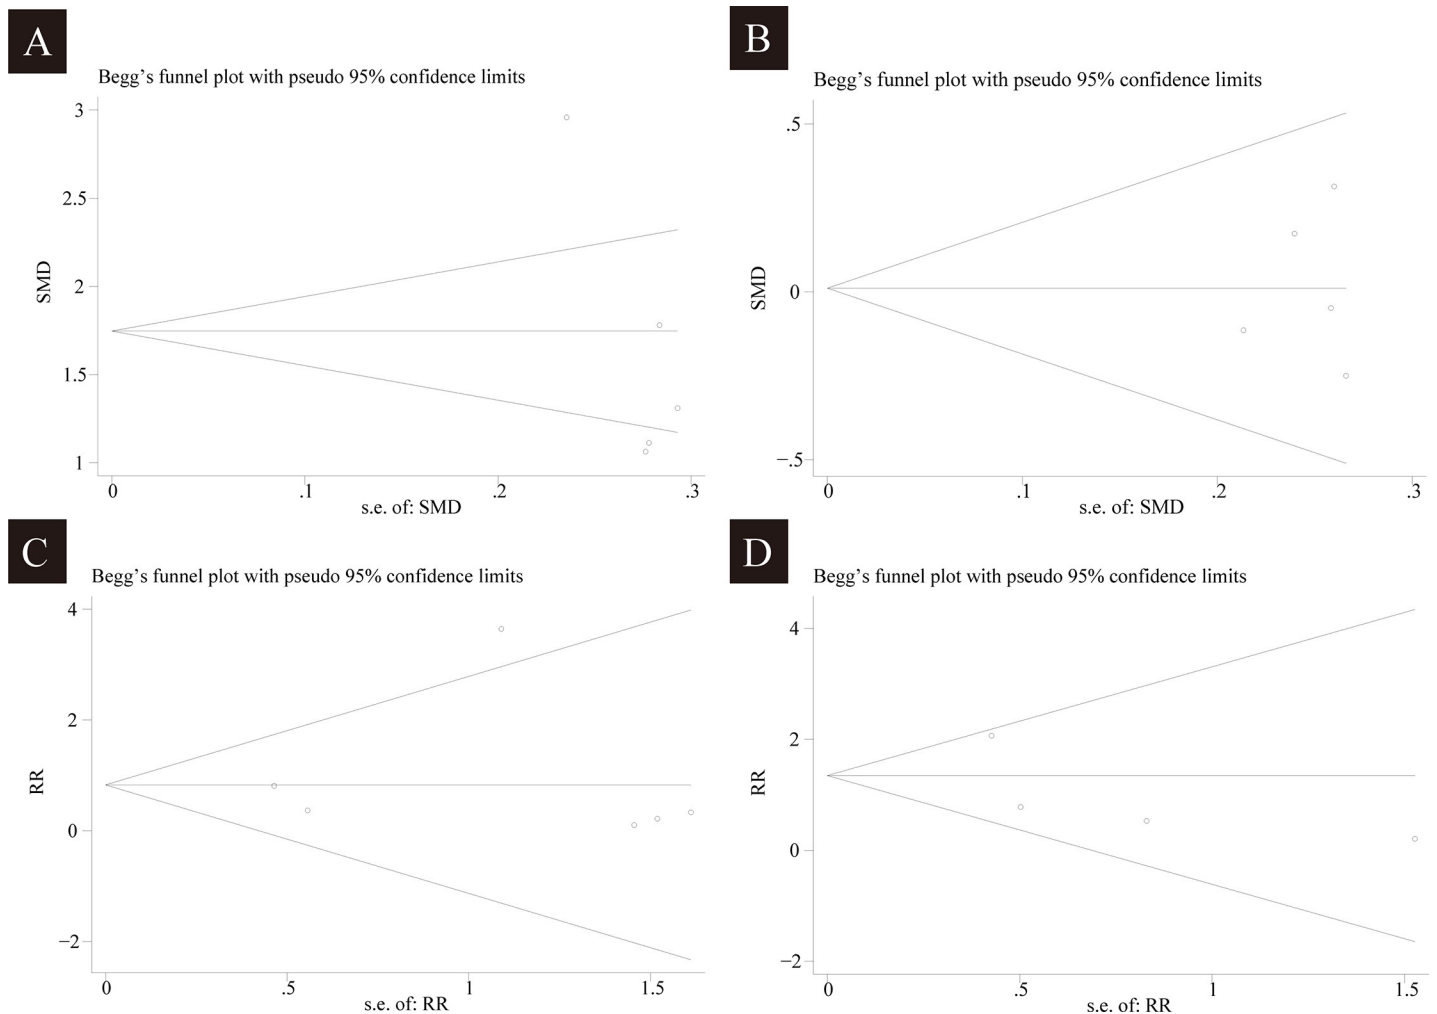 A
Begg’s funnel plot with pseudo 95% confidence limits
3
2.5
2
1.5
1
SMD
0 .1 .2 .3
s.e. of: SMD
B
Begg’s funnel plot with pseudo 95% confidence limits
.5
0
−.5
SMD
0 .1 .2 .3
s.e. of: SMD
C
Begg’s funnel plot with pseudo 95% confidence limits
4
2
0
−2
RR
0 .5 1 1.5
s.e. of: RR
D
Begg’s funnel plot with pseudo 95% confidence limits
4
2
0
−2
RR
0 .5 1 1.5
s.e. of: RR